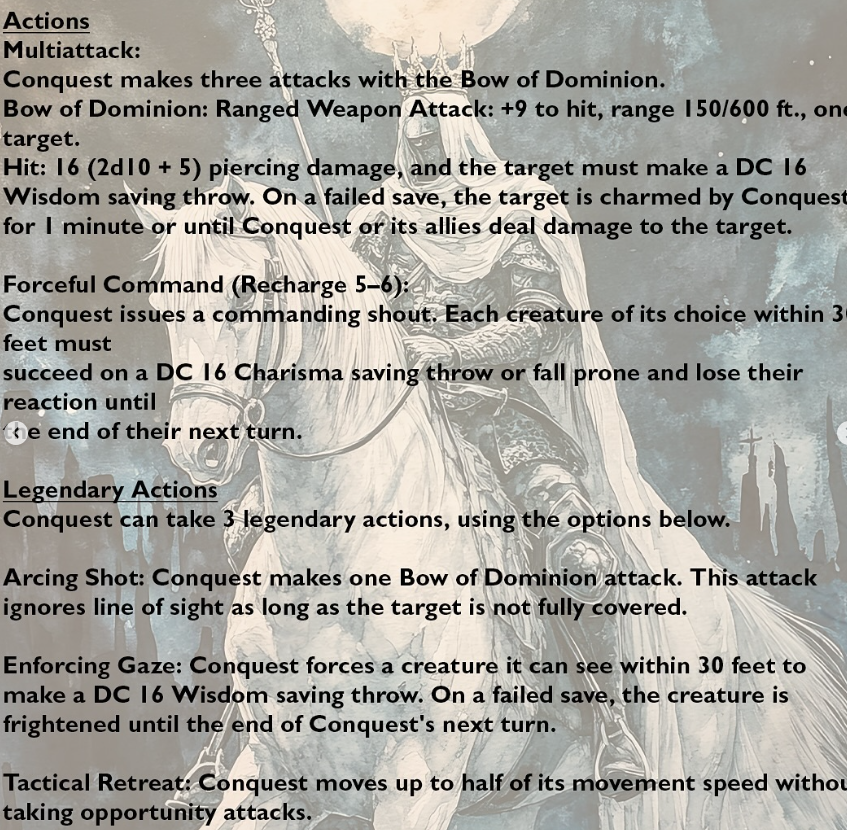 Actions
Multiattack:
Conquest makes three attacks with the Bow of Dominion.
Bow of Dominion: Ranged Weapon Attack: +9 to hit, range 150/600 ft., one
target.
Hit: 16 (2d10 + 5) piercing damage, and the target must make a DC 16
Wisdom saving throw. On a failed save, the target is charmed by Conquest
for 1 minute or until Conquest or its allies deal damage to the target.
Forceful Command (Recharge 5–6):
Conquest issues a commanding shout. Each creature of its choice within 30
feet must
succeed on a DC 16 Charisma saving throw or fall prone and lose their
reaction until
the end of their next turn.
Legendary Actions
Conquest can take 3 legendary actions, using the options below.
Arcing Shot: Conquest makes one Bow of Dominion attack. This attack
ignores line of sight as long as the target is not fully covered.
Enforcing Gaze: Conquest forces a creature it can see within 30 feet to
make a DC 16 Wisdom saving throw. On a failed save, the creature is
frightened until the end of Conquest's next turn.
Tactical Retreat: Conquest moves up to half of its movement speed withou
taking opportunity attacks.